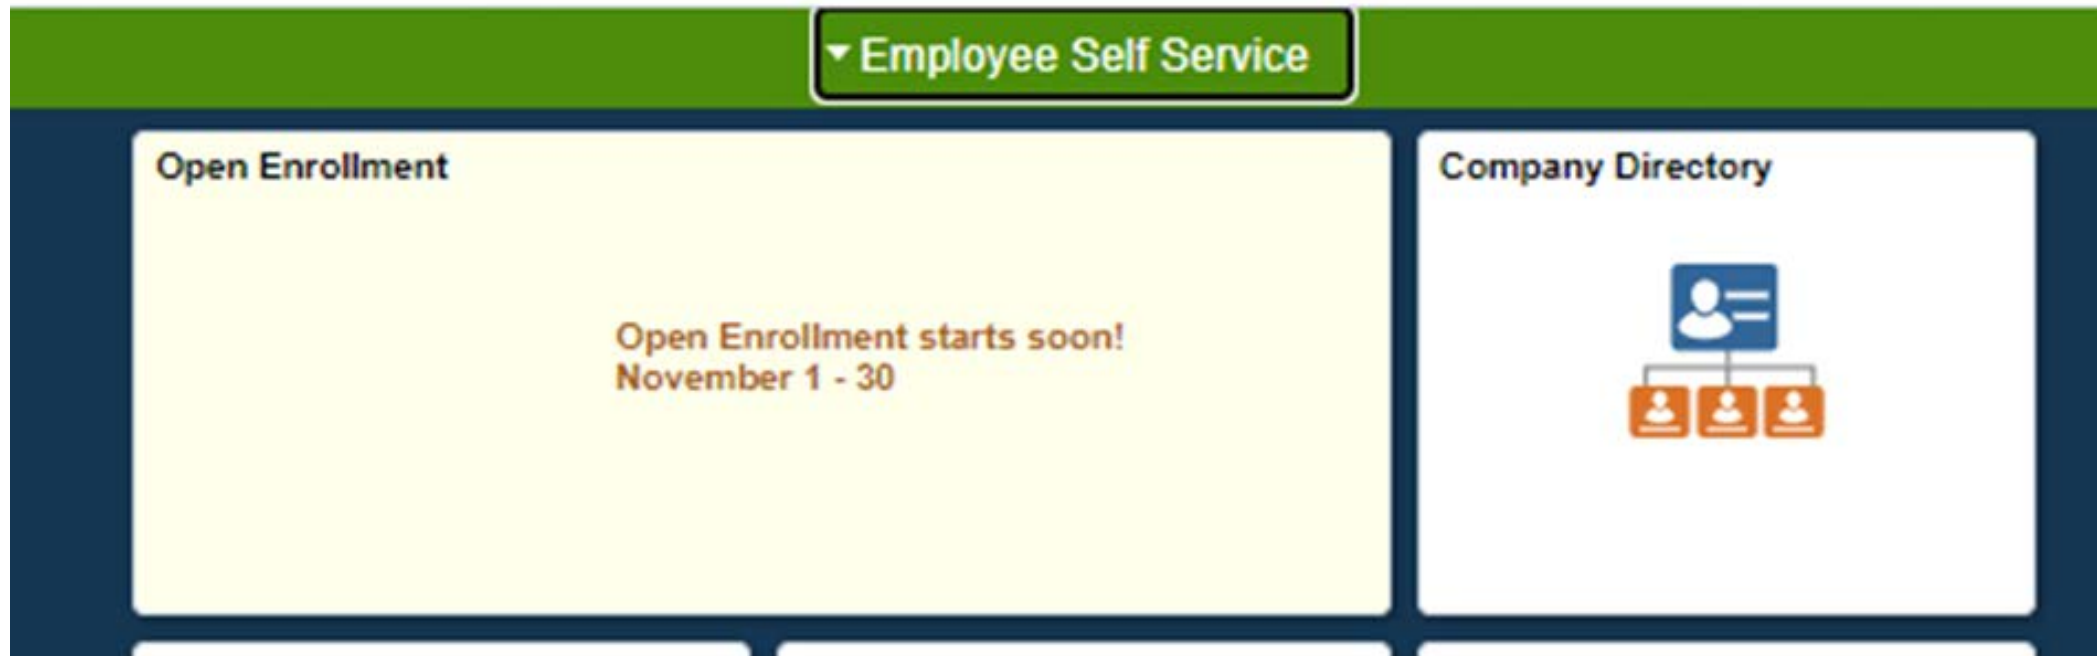 Employee Self Service
Open Enrollment
Company Directory
Open Enrollment starts soon!
November 1 - 30